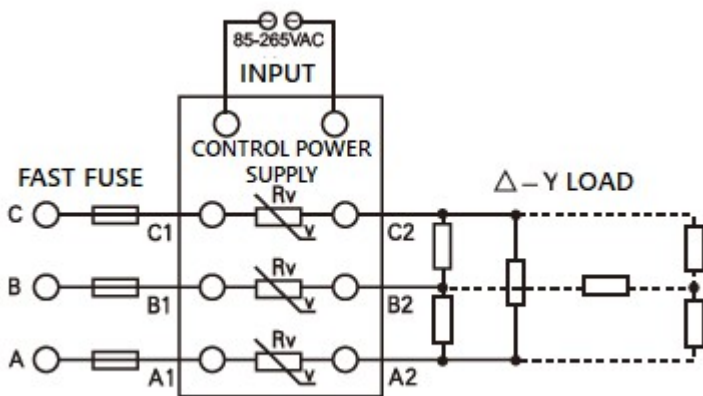 85-265VAC
INPUT
CONTROL POWER
SUPPLY
FAST FUSE
△-Y LOAD
Rv
C
C1
v
C2
Rv
B
B1
v
B2
Rv
A
A1
v
A2